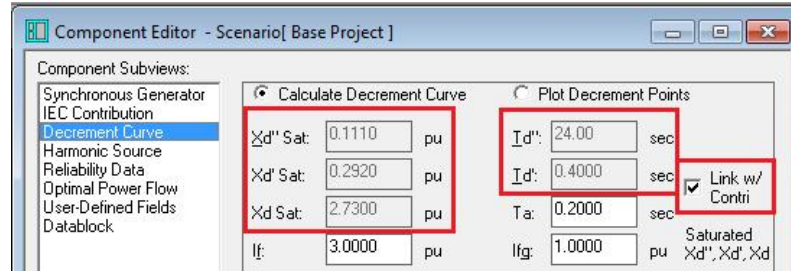 Component Editor - Scenario[ Base Project ]
Component Subviews:
Synchronous Generator
IEC Contribution
Decrement Curve
Harmonic Source
Reliability Data
Optimal Power Flow
User-Defined Fields
Datablock
Calculate Decrement Curve Plot Decrement Points
Xd'' Sat: 0.1110 pu Td'': 24.00 sec
Xd' Sat: 0.2920 pu Td': 0.4000 sec
Link w/
Contri
Xd Sat: 2.7300 pu Ta: 0.2000 sec
If: 3.0000 pu Ifg: 1.0000 pu
Saturated
Xd'', Xd', Xd